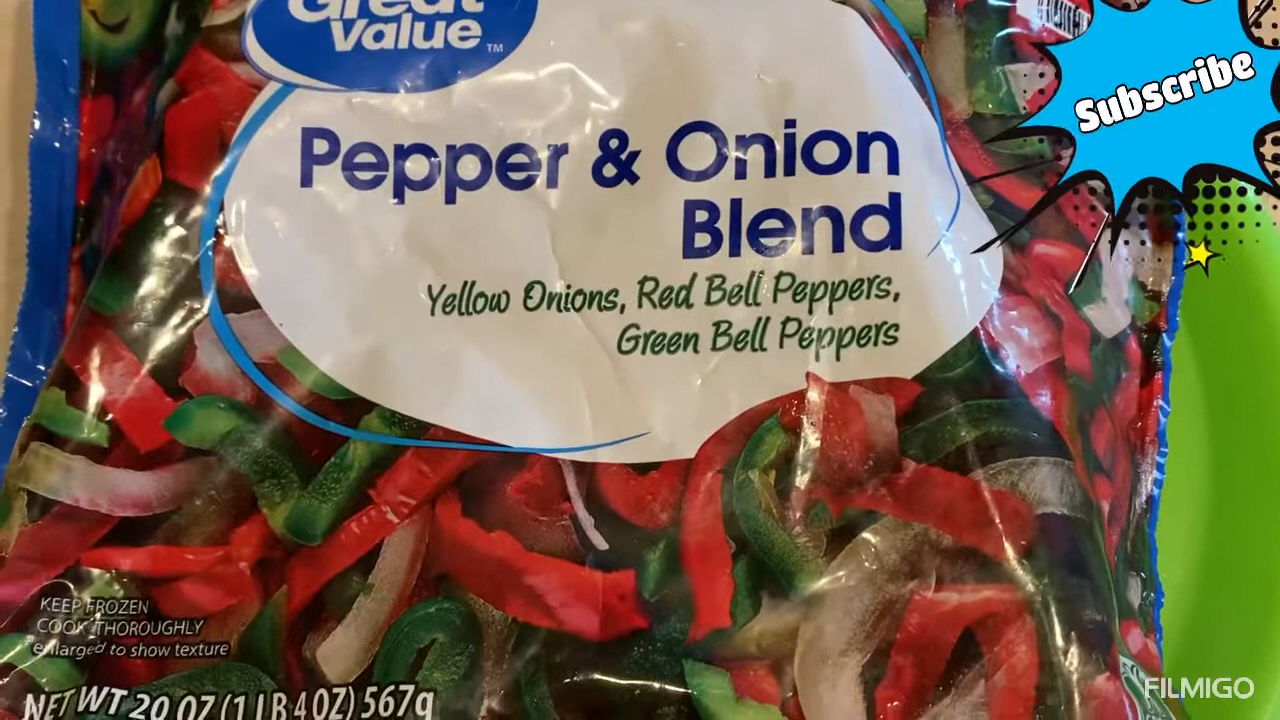 Great
Value
TM
Subscribe
Pepper & Onion
Blend
Yellow Onions, Red Bell Peppers,
Green Bell Peppers
KEEP FROZEN
COOK THOROUGHLY
enlarged to show texture
NET WT 20 OZ (1 LB 4 OZ) 567g
FILMIGO